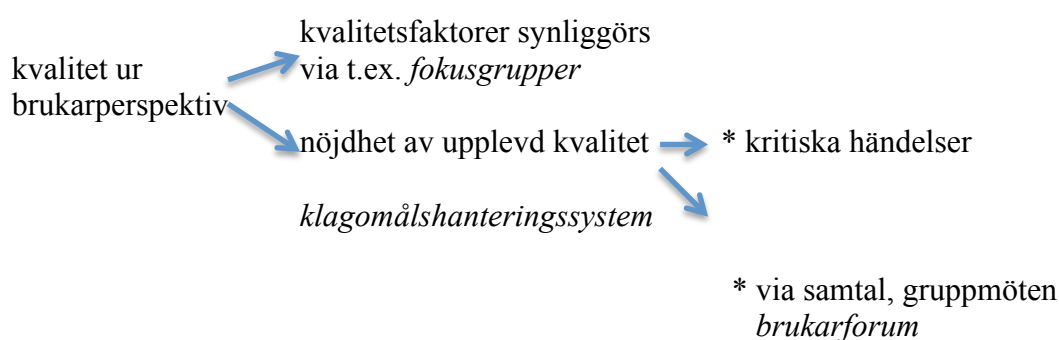 kvalitetsfaktorer synliggörs
kvalitet ur
via t.ex. fokusgrupper
brukarperspektiv
nöjdhet av upplevd kvalitet
* kritiska händelser
klagomålshanteringssystem
* via samtal, gruppmöten
brukarforum